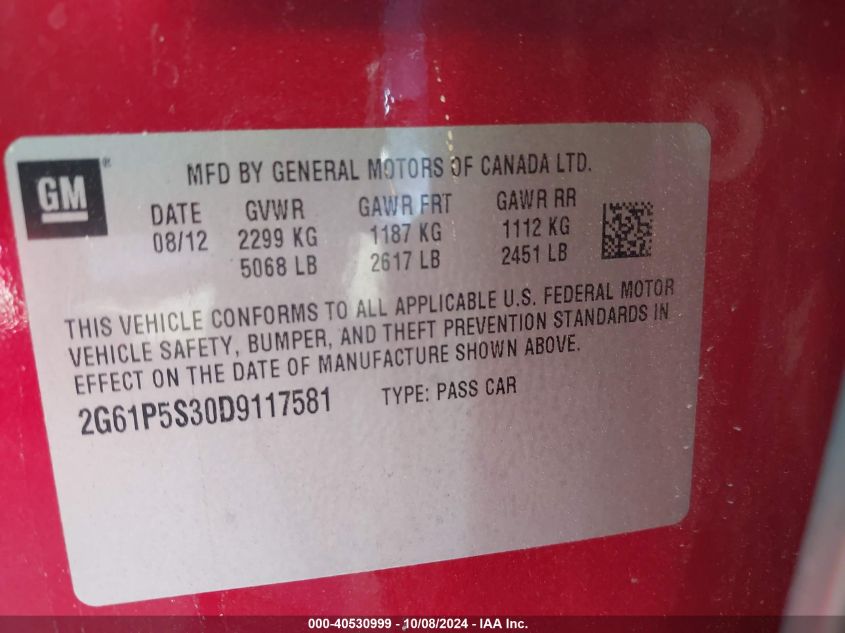 GM ®
MFD BY GENERAL MOTORS OF CANADA LTD.
DATE GVWR GAWR FRT GAWR RR
08/12 2299 KG 1187 KG 1112 KG
5068 LB 2617 LB 2451 LB
THIS VEHICLE CONFORMS TO ALL APPLICABLE U.S. FEDERAL MOTOR
VEHICLE SAFETY, BUMPER, AND THEFT PREVENTION STANDARDS IN
EFFECT ON THE DATE OF MANUFACTURE SHOWN ABOVE.
2G61P5S30D9117581 TYPE: PASS CAR
000-40530999 - 10/08/2024 - IAA Inc.